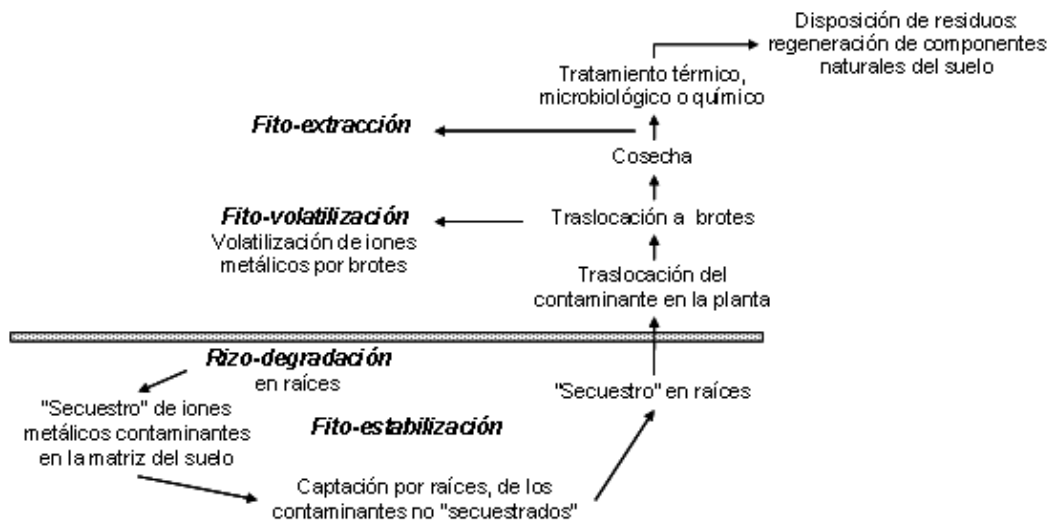 Disposición de residuos:
regeneración de componentes
naturales del suelo
Tratamiento térmico,
microbiológico o químico
Fito-extracción
Cosecha
Fito-volatilización
Volatilización de iones
metálicos por brotes
Traslocación a brotes
Traslocación del
contaminante en la planta
Rizo-degradación
en raíces
"Secuestro" en raíces
"Secuestro" de iones
metálicos contaminantes
en la matriz del suelo
Fito-estabilización
Captación por raíces, de los
contaminantes no "secuestrados"